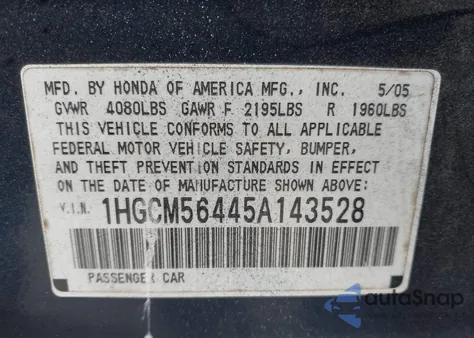 MFD. BY HONDA OF AMERICA MFG., INC. 5/05
GVWR 4080LBS GAWR F 2195LBS R 1960LBS
THIS VEHICLE CONFORMS TO ALL APPLICABLE
FEDERAL MOTOR VEHICLE SAFETY, BUMPER,
AND THEFT PREVENTION STANDARDS IN EFFECT
ON THE DATE OF MANUFACTURE SHOWN ABOVE:
V.I.N. 1HGCM56445A143528
PASSENGER CAR
autoSnap